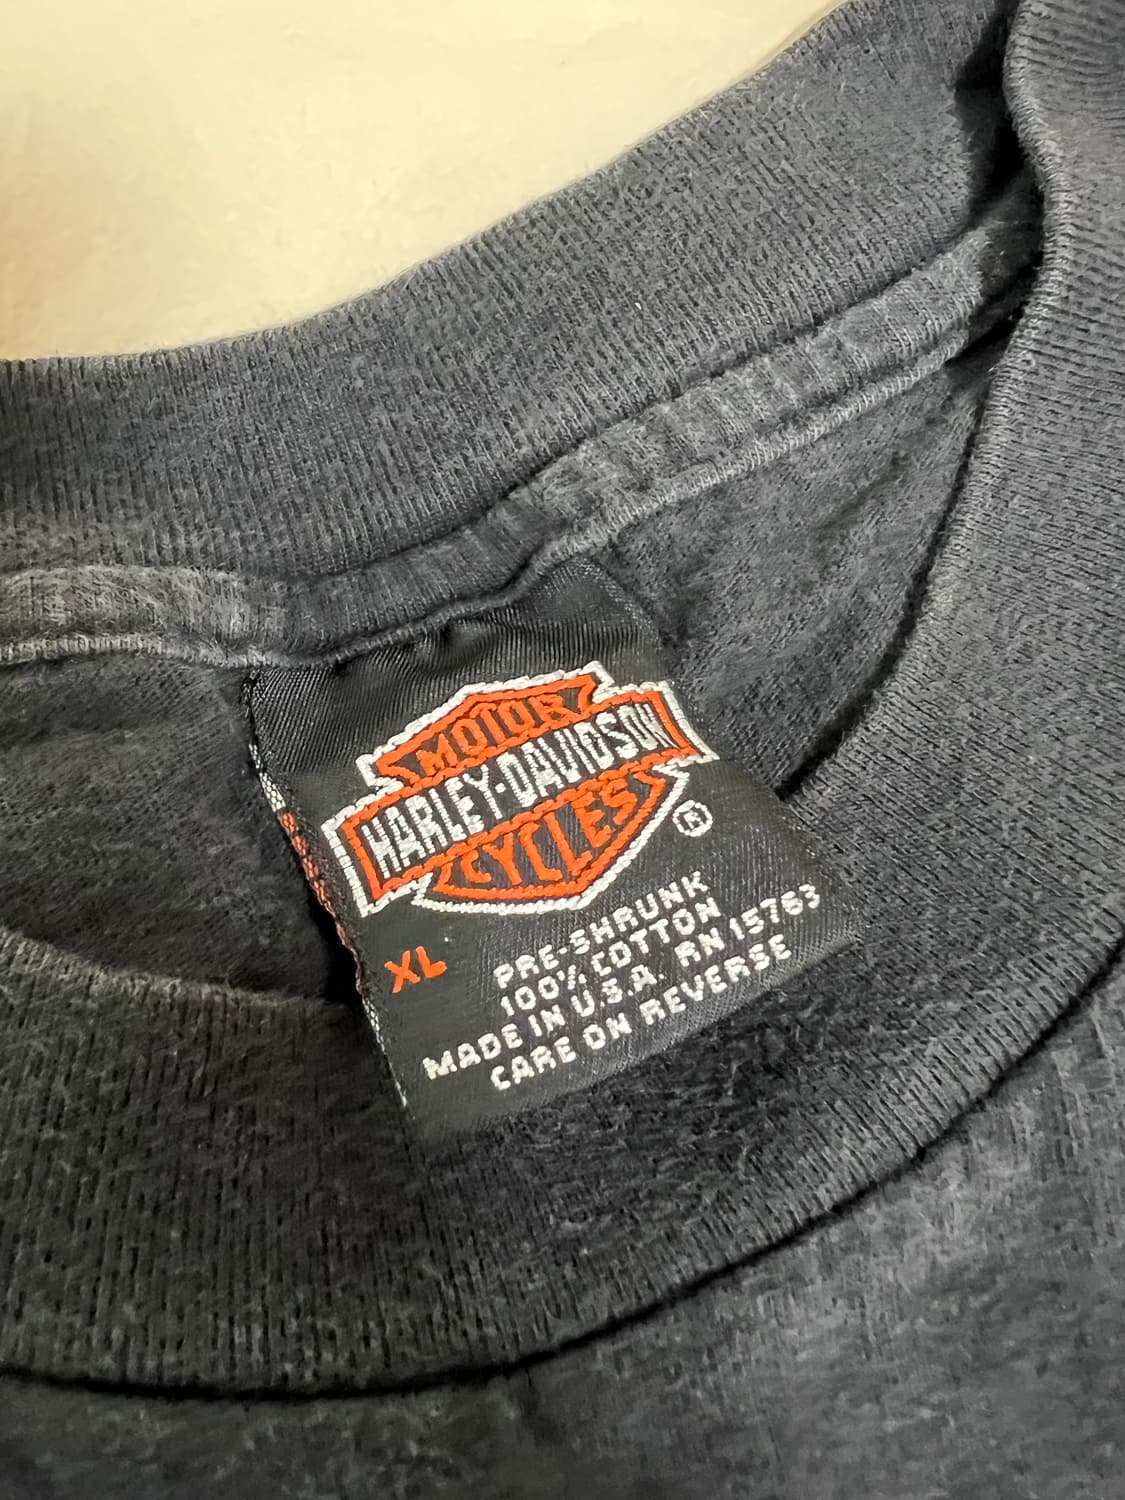 MOTOR
HARLEY-DAVIDSON
CYCLES
®
XL
PRE-SHRUNK
100% COTTON
MADE IN U.S.A. RN 15763
CARE ON REVERSE